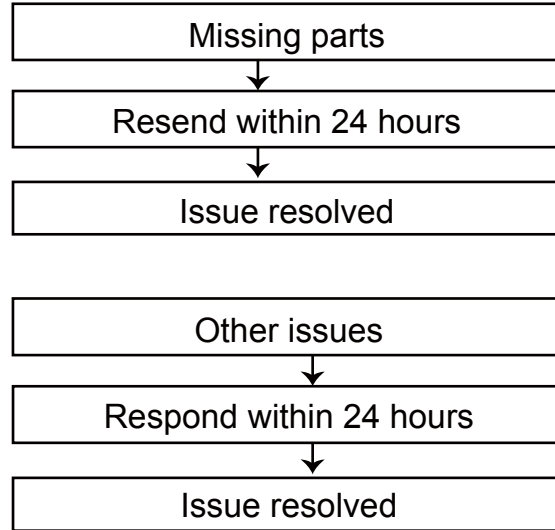 Missing parts
Resend within 24 hours
Issue resolved
Other issues
Respond within 24 hours
Issue resolved